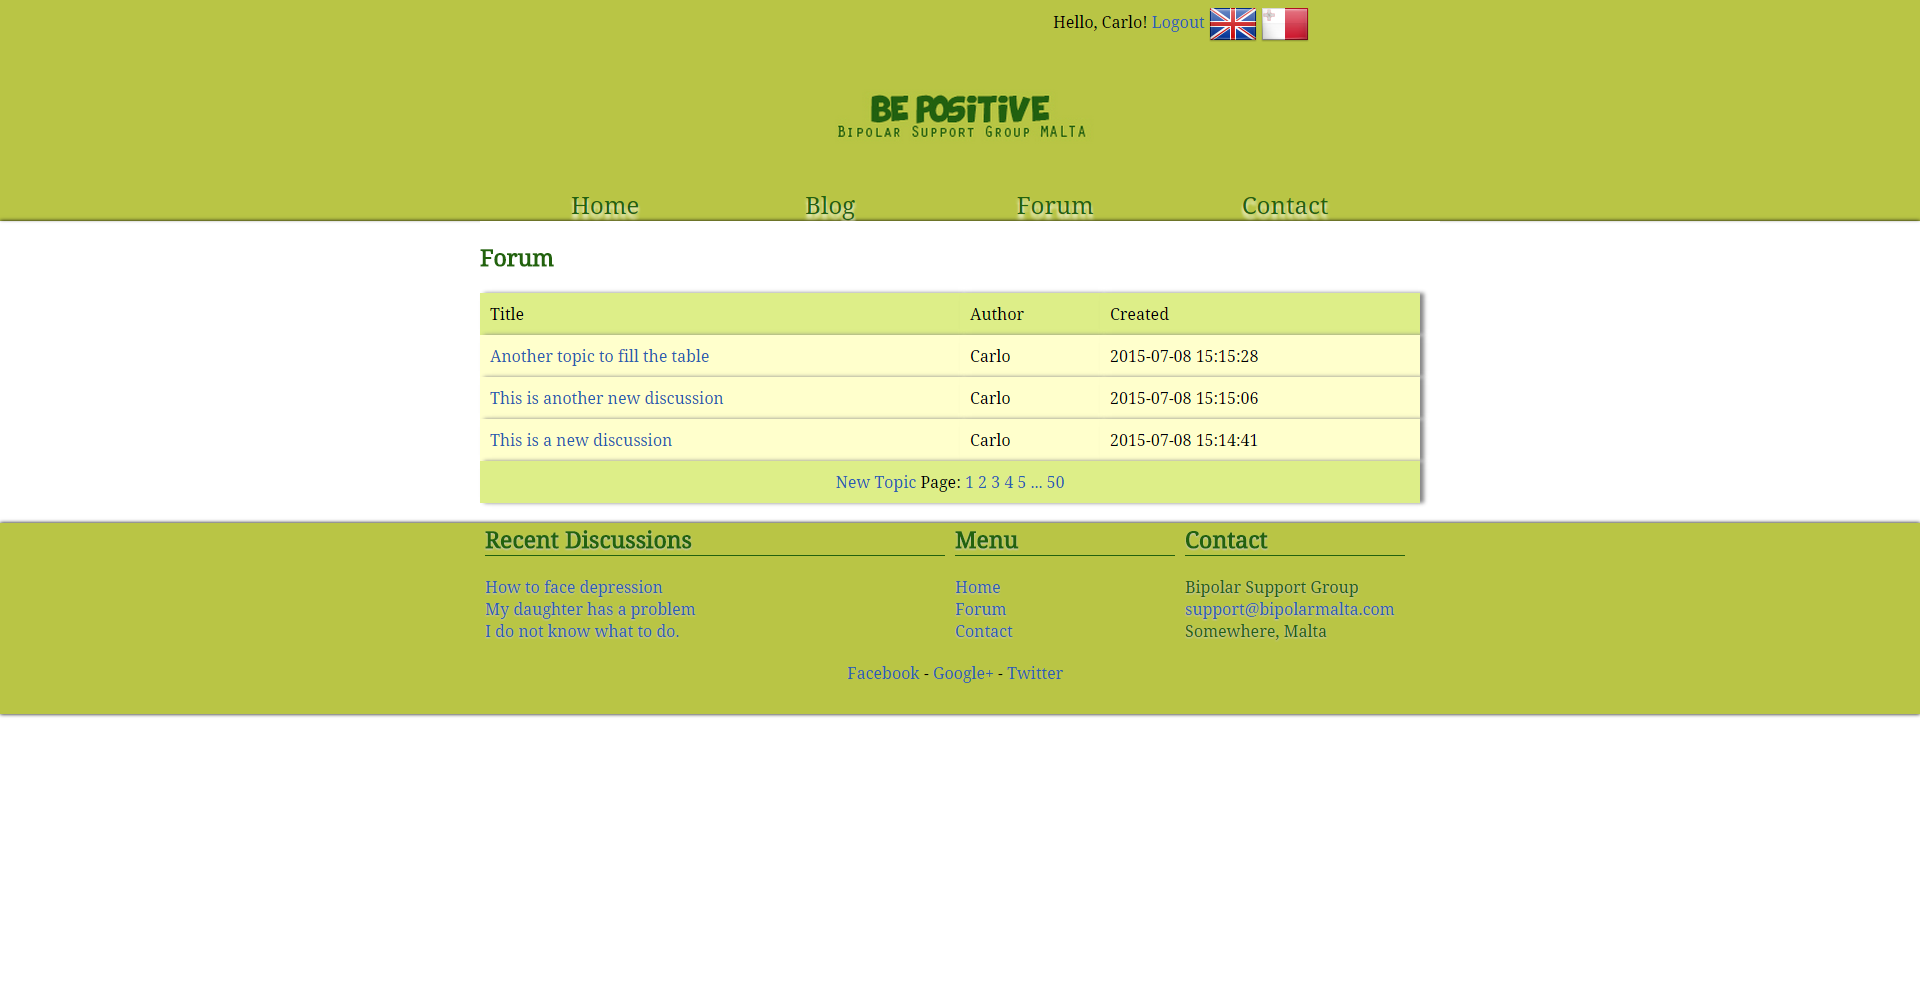 Hello, Carlo! Logout
BE POSITIVE
BIPOLAR SUPPORT GROUP MALTA
Home Blog Forum Contact
Forum
Title Author Created
Another topic to fill the table Carlo 2015-07-08 15:15:28
This is another new discussion Carlo 2015-07-08 15:15:06
This is a new discussion Carlo 2015-07-08 15:14:41
New Topic Page: 1 2 3 4 5 ... 50
Recent Discussions Menu Contact
How to face depression Home Bipolar Support Group
My daughter has a problem Forum support@bipolarmalta.com
I do not know what to do. Contact Somewhere, Malta
Facebook - Google+ - Twitter